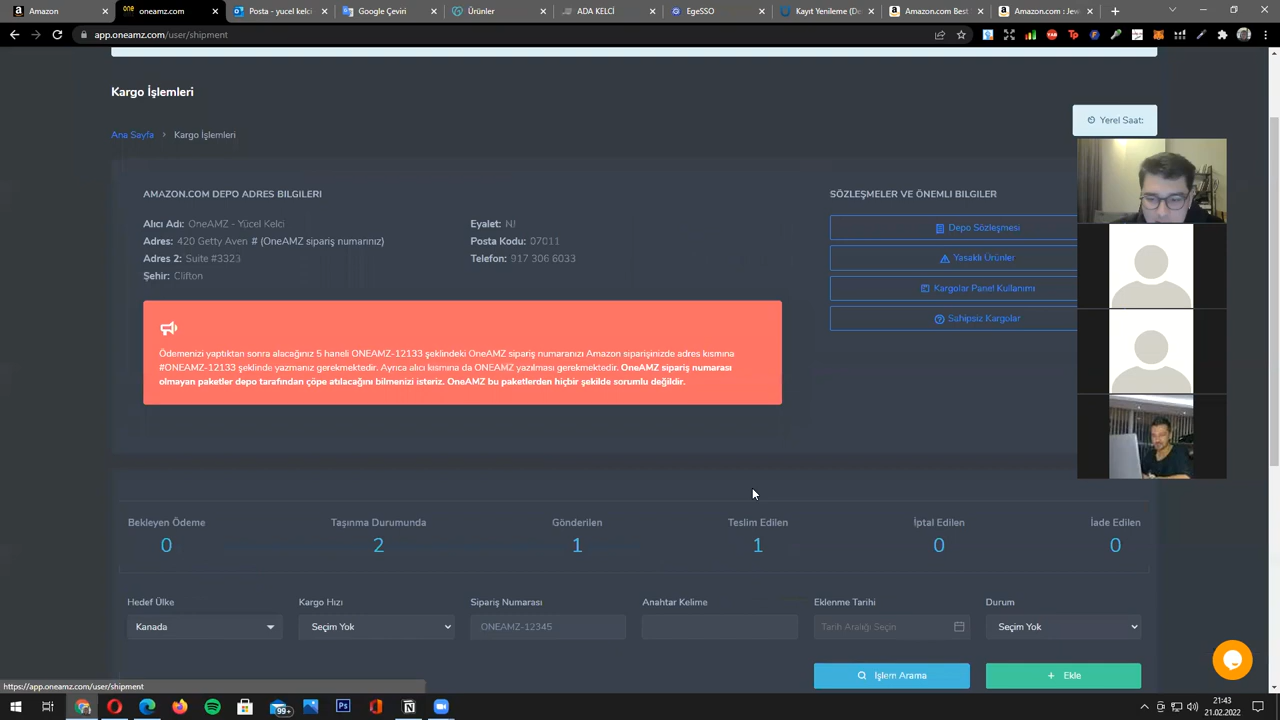 Amazon
oneamz.com
Posta - yucel kelci
Google Çeviri
Ürünler
ADA KELCİ
EgeSSO
Kayıt Yenileme (D
Amazon.com Best
Amazon.com : Jew
app.oneamz.com/user/shipment
Kargo İşlemleri
Ana Sayfa > Kargo İşlemleri
Yerel Saat:
AMAZON.COM DEPO ADRES BILGILERI
Alıcı Adı: OneAMZ - Yücel Kelci
Adres: 420 Getty Aven # (OneAMZ sipariş numarınız)
Adres 2: Suite #3323
Şehir: Clifton
Eyalet: NJ
Posta Kodu: 07011
Telefon: 917 306 6033
SÖZLEŞMELER VE ÖNEMLI BILGILER
Depo Sözleşmesi
Yasaklı Ürünler
Kargolar Panel Kullanımı
Sahipsiz Kargolar
Ödemenizi yaptıktan sonra alacağınız 5 haneli ONEAMZ-12133 şeklindeki OneAMZ sipariş numaranızı Amazon siparişinizde adres kısmına
#ONEAMZ-12133 şeklinde yazmanız gerekmektedir. Ayrıca alıcı kısmına da ONEAMZ yazılması gerekmektedir. OneAMZ sipariş numarası
olmayan paketler depo tarafından çöpe atılacağını bilmenizi isteriz. OneAMZ bu paketlerden hiçbir şekilde sorumlu değildir.
Bekleyen Ödeme
Taşınma Durumunda
Gönderilen
Teslim Edilen
İptal Edilen
İade Edilen
0
2
1
1
0
0
Hedef Ülke
Kargo Hızı
Sipariş Numarası
Anahtar Kelime
Eklenme Tarihi
Durum
Kanada
Seçim Yok
ONEAMZ-12345
Tarih Aralığı Seçin
Seçim Yok
İşlem Arama
+ Ekle
https://app.oneamz.com/user/shipment
99+
21:43
21.02.2022